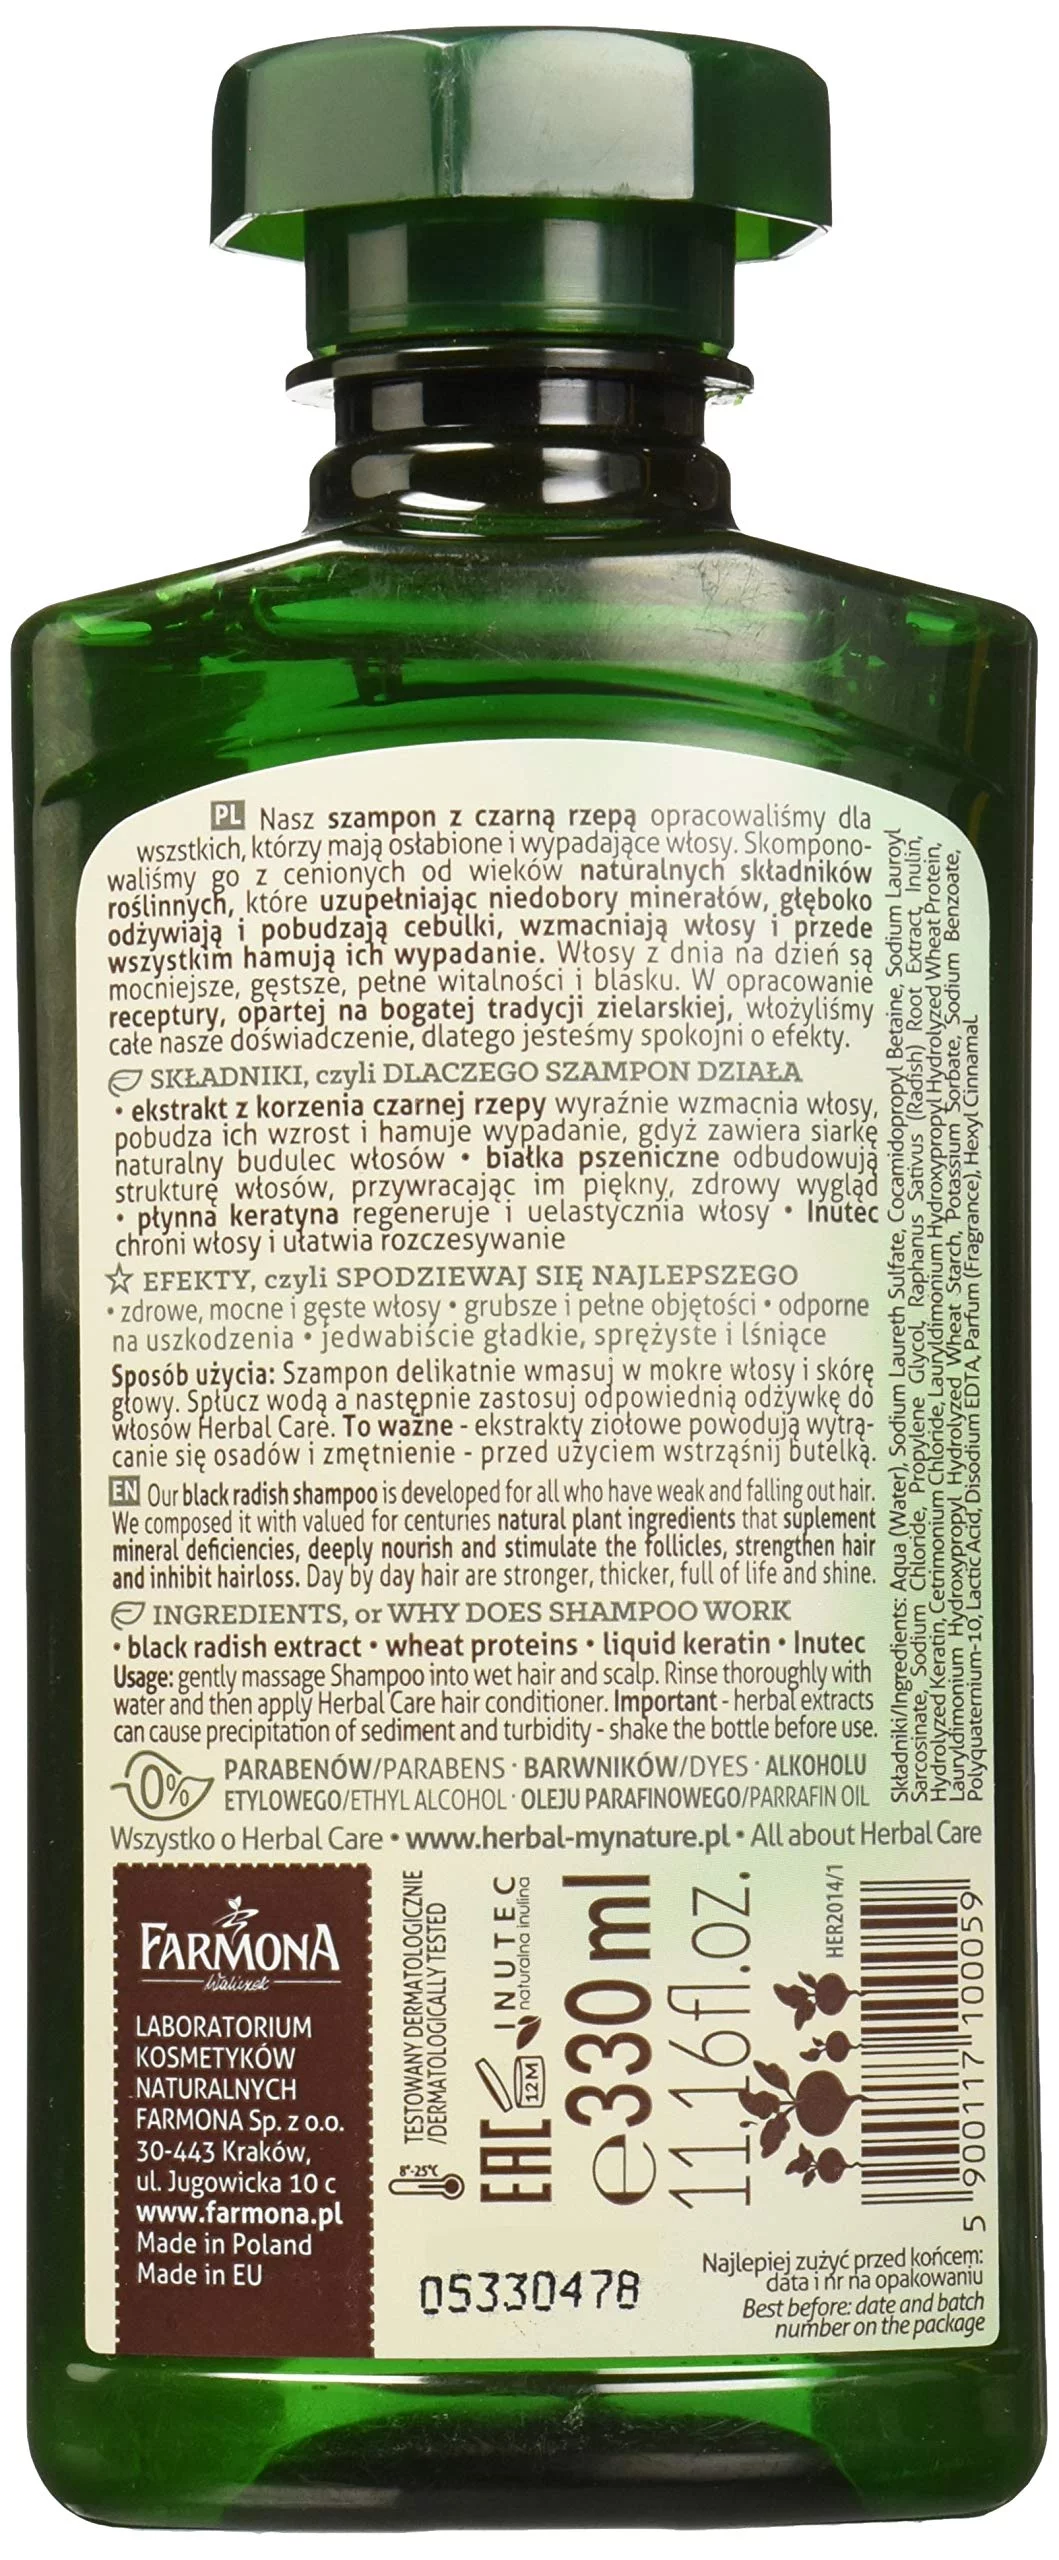 PL Nasz szampon z czarną rzepą opracowaliśmy dla
wszstkich, którzy mają osłabione i wypadające włosy. Skompono-
waliśmy go z cenionych od wieków naturalnych składników
roślinnych, które uzupełniając niedobory minerałów, głęboko
odżywiają i pobudzają cebulki, wzmacniają włosy i przede
wszystkim hamują ich wypadanie. Włosy z dnia na dzień są
mocniejsze, gęstsze, pełne witalności i blasku. W opracowanie
receptury, opartej na bogatej tradycji zielarskiej, włożyliśmy
całe nasze doświadczenie, dlatego jesteśmy spokojni o efekty.
SKŁADNIKI, czyli DLACZEGO SZAMPON DZIAŁA
• ekstrakt z korzenia czarnej rzepy wyraźnie wzmacnia włosy,
pobudza ich wzrost i hamuje wypadanie, gdyż zawiera siarkę
naturalny budulec włosów • białka pszeniczne odbudowują
strukturę włosów, przywracając im piękny, zdrowy wygląd
• płynna keratyna regeneruje i uelastycznia włosy • Inutec
chroni włosy i ułatwia rozczesywanie
EFEKTY, czyli SPODZIEWAJ SIĘ NAJLEPSZEGO
• zdrowe, mocne i gęste włosy • grubsze i pełne objętości • odporne
na uszkodzenia • jedwabiście gładkie, sprężyste i lśniące
Sposób użycia: Szampon delikatnie wmasuj w mokre włosy i skórę
głowy. Spłucz wodą a następnie zastosuj odpowiednią odżywkę do
włosów Herbal Care. To ważne - ekstrakty ziołowe powodują wytrą-
canie się osadów i zmętnienie - przed użyciem wstrząśnij butelką.
EN Our black radish shampoo is developed for all who have weak and falling out hair.
We composed it with valued for centuries natural plant ingredients that suplement
mineral deficiencies, deeply nourish and stimulate the follicles, strengthen hair
and inhibit hairloss. Day by day hair are stronger, thicker, full of life and shine.
INGREDIENTS, or WHY DOES SHAMPOO WORK
• black radish extract • wheat proteins • liquid keratin • Inutec
Usage: gently massage Shampoo into wet hair and scalp. Rinse thoroughly with
water and then apply Herbal Care hair conditioner. Important - herbal extracts
can cause precipitation of sediment and turbidity - shake the bottle before use.
0% PARABENÓW/PARABENS · BARWNIKÓW/DYES · ALKOHOLU
ETYLOWEGO/ETHYL ALCOHOL · OLEJU PARAFINOWEGO/PARRAFIN OIL
Wszystko o Herbal Care • www.herbal-mynature.pl • All about Herbal Care
Składniki/Ingredients: Aqua (Water), Sodium Laureth Sulfate, Cocamidopropyl Betaine, Sodium Lauroyl
Sarcosinate, Sodium Chloride, Propylene Glycol, Raphanus Sativus (Radish) Root Extract, Inulin,
Hydrolyzed Keratin, Cetrimonium Chloride, Lauryldimonium Hydroxypropyl Hydrolyzed Wheat Protein,
Lauryldimonium Hydroxypropyl Hydrolyzed Wheat Starch, Potassium Sorbate, Sodium Benzoate,
Polyquaternium-10, Lactic Acid, Disodium EDTA, Parfum (Fragrance), Hexyl Cinnamal
FARMONA
Waliczek
LABORATORIUM
KOSMETYKÓW
NATURALNYCH
FARMONA Sp. z o.o.
30-443 Kraków,
ul. Jugowicka 10 c
www.farmona.pl
Made in Poland
Made in EU
TESTOWANY DERMATOLOGICZNIE
/DERMATOLOGICALLY TESTED
8°-25°C
EAC
12M
INUTEC
naturalna inulina
e 330 ml
11.16 fl.oz.
HER2014/1
5 900117 100059
05330478
Najlepiej zużyć przed końcem:
data i nr na opakowaniu
Best before: date and batch
number on the package